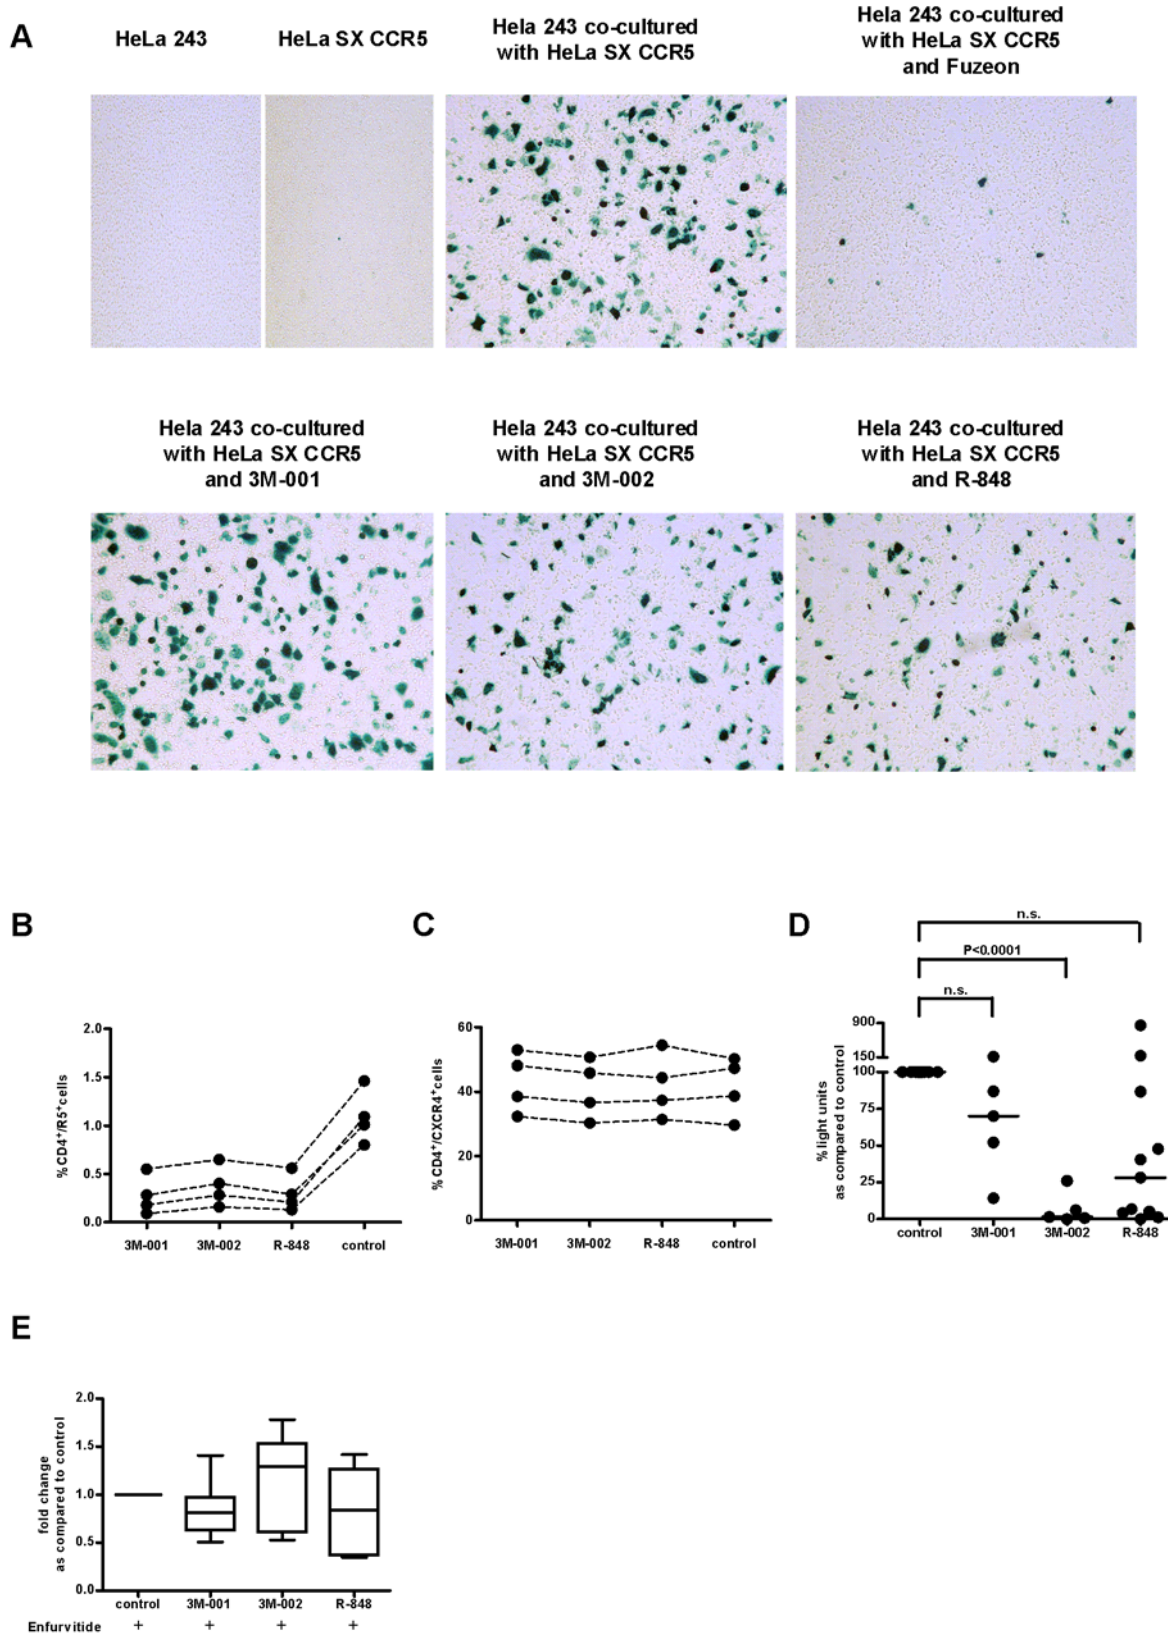 A
HeLa 243
HeLa SX CCR5
Hela 243 co-cultured
with HeLa SX CCR5
Hela 243 co-cultured
with HeLa SX CCR5
and Fuzeon
Hela 243 co-cultured
with HeLa SX CCR5
and 3M-001
Hela 243 co-cultured
with HeLa SX CCR5
and 3M-002
Hela 243 co-cultured
with HeLa SX CCR5
and R-848
B
% CD4+/R5+cells
2.0
1.5
1.0
0.5
0.0
3M-001 3M-002 R-848 control
C
% CD4+/CXCR4+cells
60
40
20
0
3M-001 3M-002 R-848 control
D
n.s.
P<0.0001
n.s.
% light units
as compared to control
900
150
100
75
50
25
0
control 3M-001 3M-002 R-848
E
fold change
as compared to control
2.0
1.5
1.0
0.5
0.0
control 3M-001 3M-002 R-848
Enfurvitide + + + +